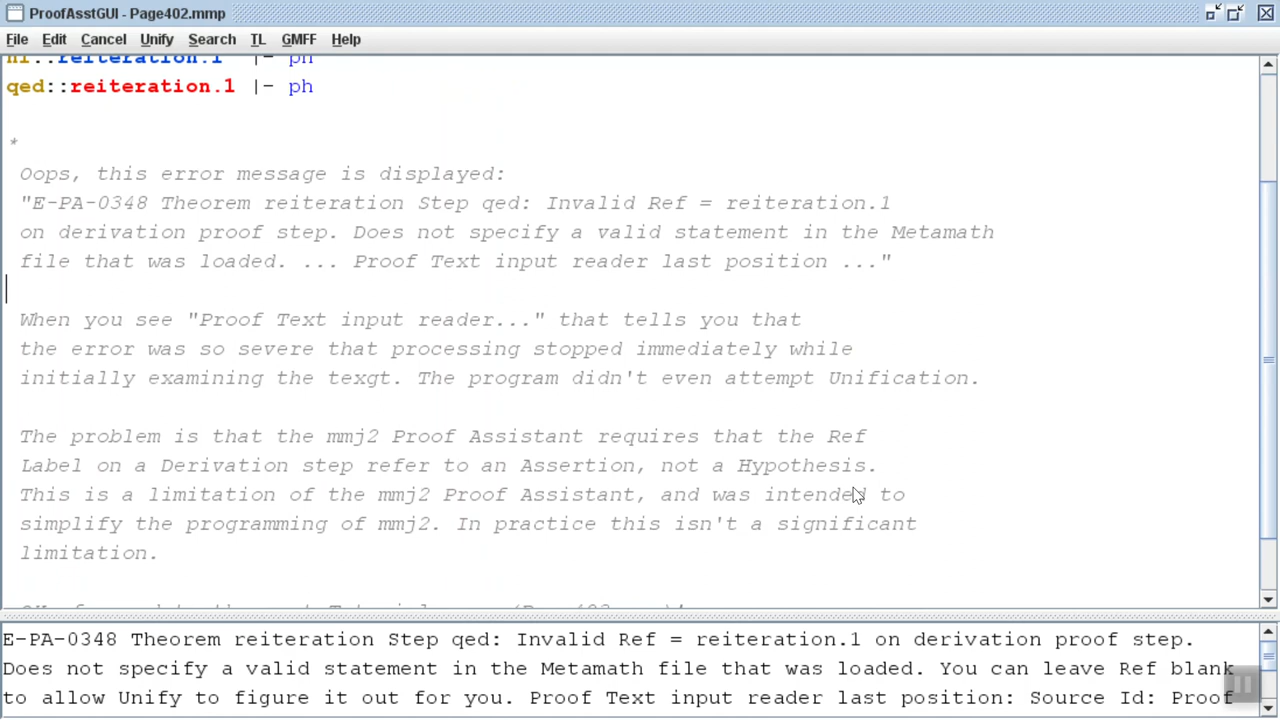 ProofAsstGUI - Page402.mmp
File Edit Cancel Unify Search TL GMFF Help
h1::reiteration.1 |- ph
qed::reiteration.1 |- ph
*
Oops, this error message is displayed:
"E-PA-0348 Theorem reiteration Step qed: Invalid Ref = reiteration.1
on derivation proof step. Does not specify a valid statement in the Metamath
file that was loaded. ... Proof Text input reader last position ..."
When you see "Proof Text input reader..." that tells you that
the error was so severe that processing stopped immediately while
initially examining the texgt. The program didn't even attempt Unification.
The problem is that the mmj2 Proof Assistant requires that the Ref
Label on a Derivation step refer to an Assertion, not a Hypothesis.
This is a limitation of the mmj2 Proof Assistant, and was intended to
simplify the programming of mmj2. In practice this isn't a significant
limitation.
E-PA-0348 Theorem reiteration Step qed: Invalid Ref = reiteration.1 on derivation proof step.
Does not specify a valid statement in the Metamath file that was loaded. You can leave Ref blank
to allow Unify to figure it out for you. Proof Text input reader last position: Source Id: Proof